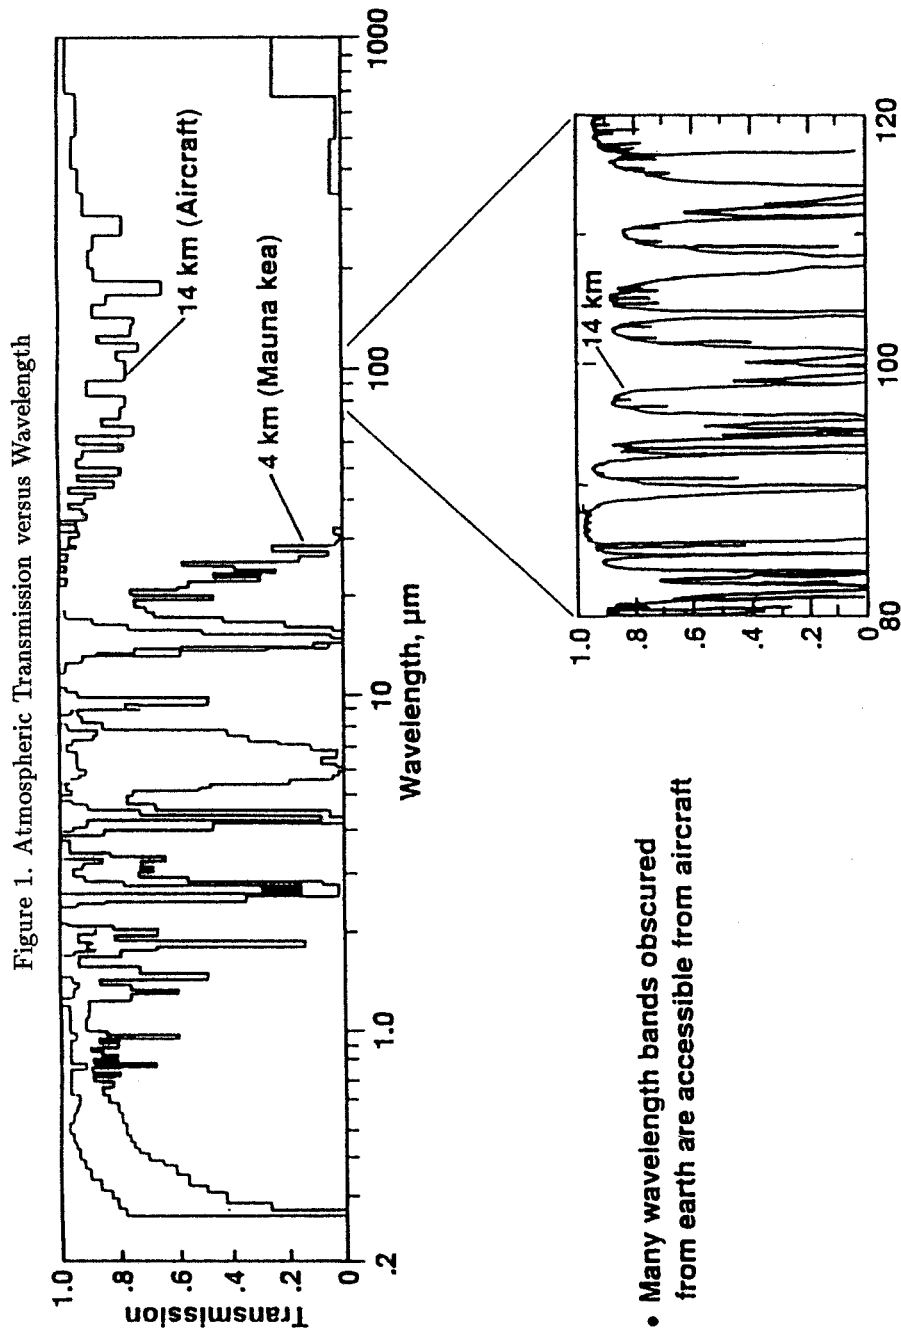 Figure 1. Atmospheric Transmission versus Wavelength
Transmission
1.0
.8
.6
.4
.2
0
14 km (Aircraft)
4 km (Mauna kea)
.2
1.0
10
100
1000
Wavelength, μm
1.0
.8
.6
.4
.2
0
14 km
80
100
120
• Many wavelength bands obscured
from earth are accessible from aircraft